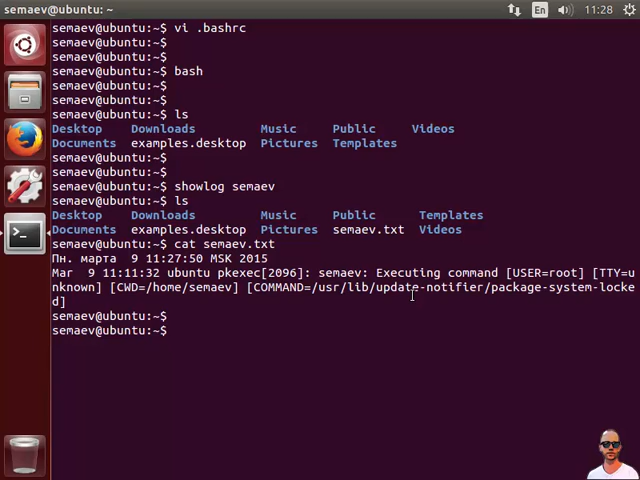 semaev@ubuntu: ~
En
11:28
semaev@ubuntu:~$ vi .bashrc
semaev@ubuntu:~$
semaev@ubuntu:~$
semaev@ubuntu:~$ bash
semaev@ubuntu:~$
semaev@ubuntu:~$
semaev@ubuntu:~$ ls
Desktop Downloads Music Public Videos
Documents examples.desktop Pictures Templates
semaev@ubuntu:~$
semaev@ubuntu:~$
semaev@ubuntu:~$ showlog semaev
semaev@ubuntu:~$ ls
Desktop Downloads Music Public Templates
Documents examples.desktop Pictures semaev.txt Videos
semaev@ubuntu:~$ cat semaev.txt
Пн. марта 9 11:27:50 MSK 2015
Mar 9 11:11:32 ubuntu pkexec[2096]: semaev: Executing command [USER=root] [TTY=u
nknown] [CWD=/home/semaev] [COMMAND=/usr/lib/update-notifier/package-system-locke
d]
semaev@ubuntu:~$
semaev@ubuntu:~$